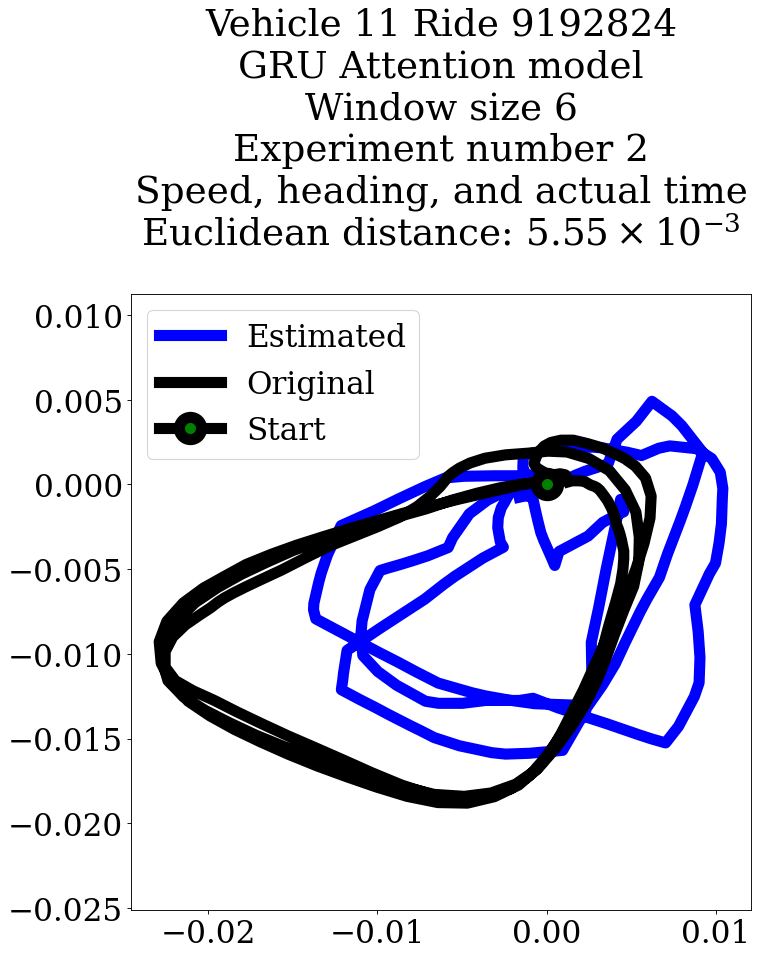 Vehicle 11 Ride 9192824
GRU Attention model
Window size 6
Experiment number 2
Speed, heading, and actual time
Euclidean distance: 5.55 × 10⁻³
Estimated
Original
Start
0.010
0.005
0.000
−0.005
−0.010
−0.015
−0.020
−0.025
−0.02 −0.01 0.00 0.01